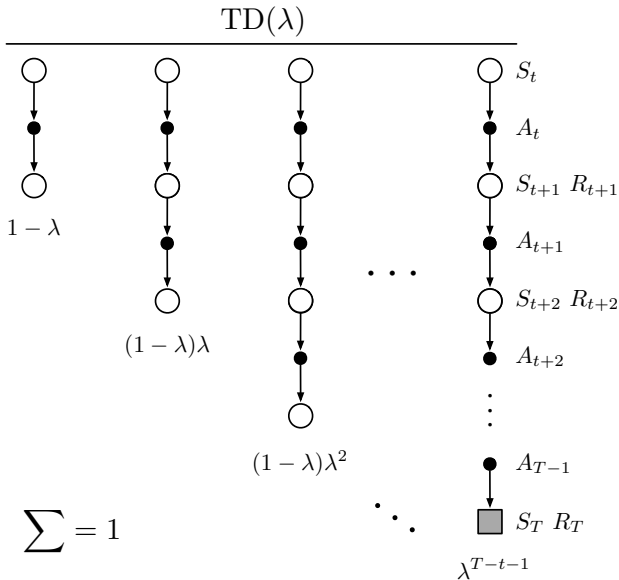 TD(λ)
S_t
A_t
S_{t+1} R_{t+1}
1 − λ
A_{t+1}
. . .
S_{t+2} R_{t+2}
(1 − λ)λ
A_{t+2}
(1 − λ)λ^2
A_{T−1}
∑ = 1
S_T R_T
λ^{T−t−1}